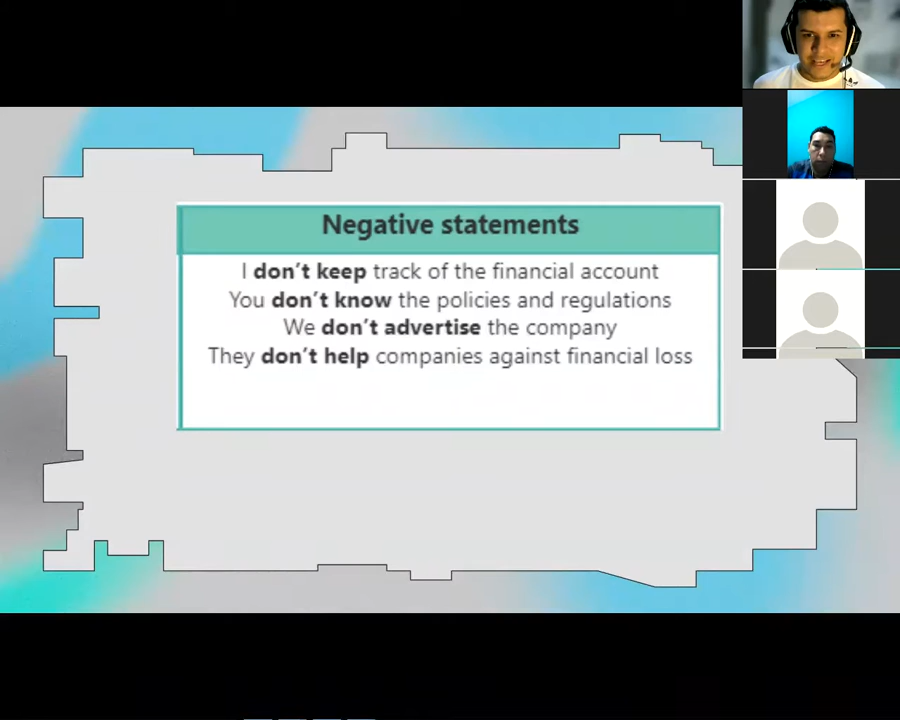 Negative statements
I don't keep track of the financial account
You don't know the policies and regulations
We don't advertise the company
They don't help companies against financial loss